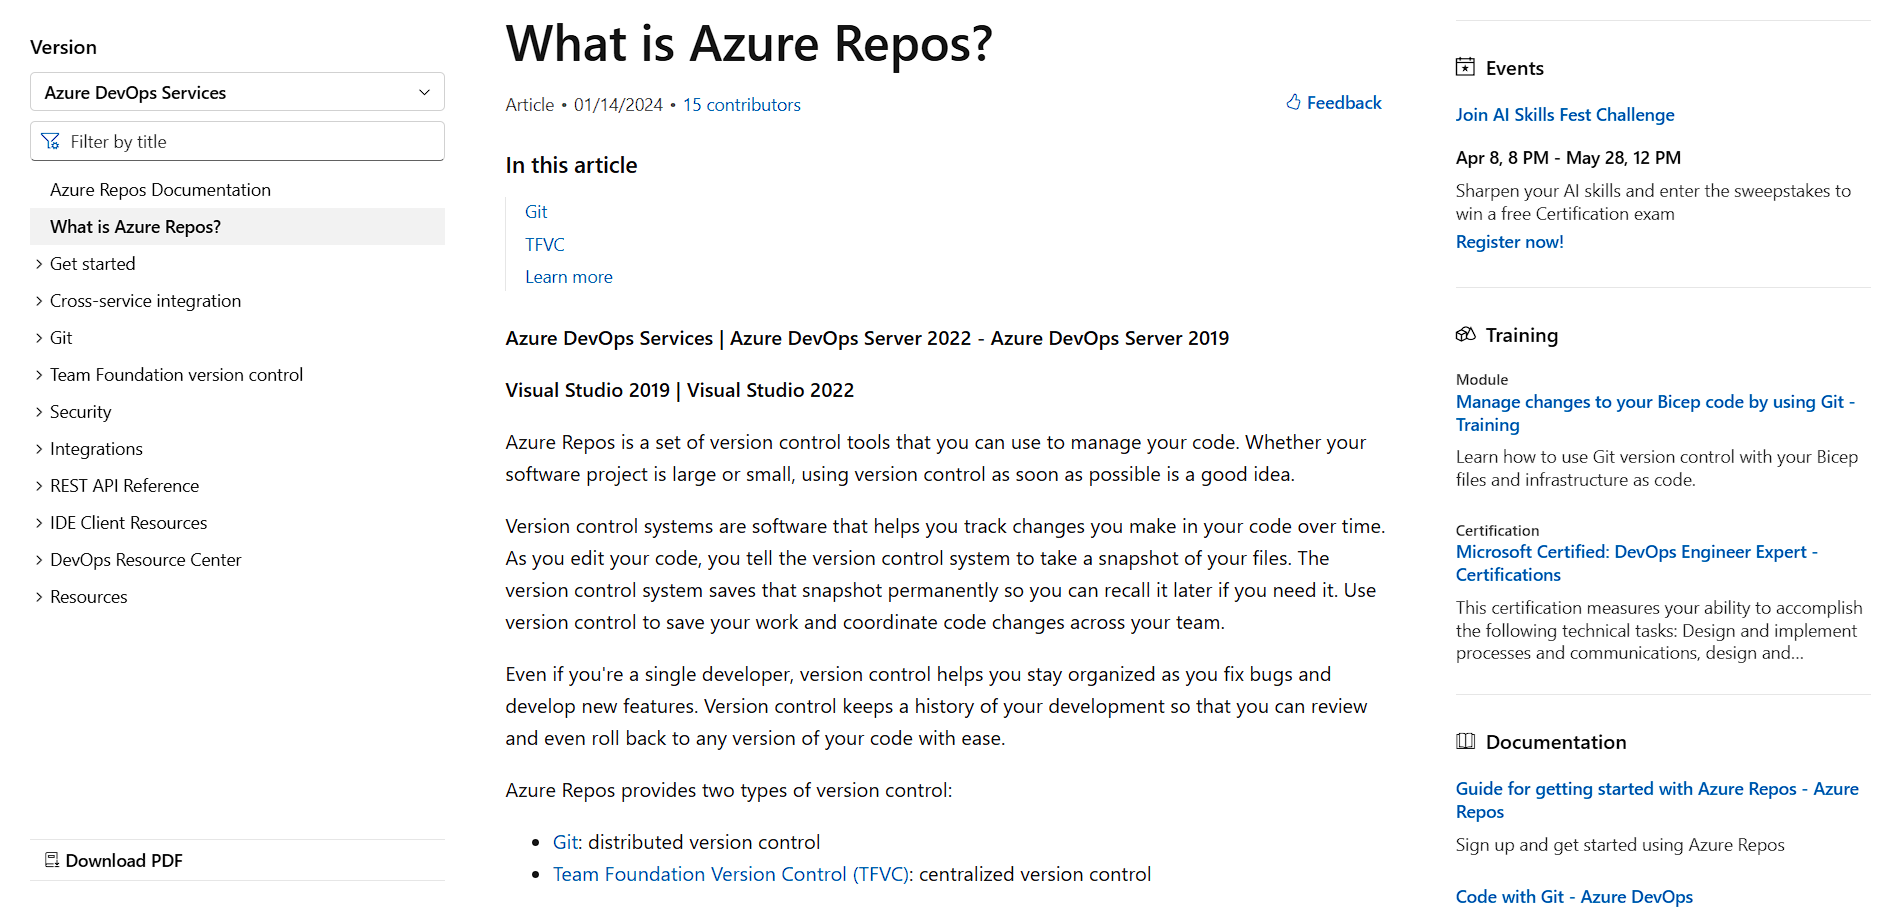 Version
Azure DevOps Services
Filter by title
Azure Repos Documentation
What is Azure Repos?
Get started
Cross-service integration
Git
Team Foundation version control
Security
Integrations
REST API Reference
IDE Client Resources
DevOps Resource Center
Resources
Download PDF
What is Azure Repos?
Article • 01/14/2024 • 15 contributors
Feedback
In this article
Git
TFVC
Learn more
Azure DevOps Services | Azure DevOps Server 2022 - Azure DevOps Server 2019
Visual Studio 2019 | Visual Studio 2022
Azure Repos is a set of version control tools that you can use to manage your code. Whether your
software project is large or small, using version control as soon as possible is a good idea.
Version control systems are software that helps you track changes you make in your code over time.
As you edit your code, you tell the version control system to take a snapshot of your files. The
version control system saves that snapshot permanently so you can recall it later if you need it. Use
version control to save your work and coordinate code changes across your team.
Even if you're a single developer, version control helps you stay organized as you fix bugs and
develop new features. Version control keeps a history of your development so that you can review
and even roll back to any version of your code with ease.
Azure Repos provides two types of version control:
• Git: distributed version control
• Team Foundation Version Control (TFVC): centralized version control
Events
Join AI Skills Fest Challenge
Apr 8, 8 PM - May 28, 12 PM
Sharpen your AI skills and enter the sweepstakes to
win a free Certification exam
Register now!
Training
Module
Manage changes to your Bicep code by using Git -
Training
Learn how to use Git version control with your Bicep
files and infrastructure as code.
Certification
Microsoft Certified: DevOps Engineer Expert -
Certifications
This certification measures your ability to accomplish
the following technical tasks: Design and implement
processes and communications, design and...
Documentation
Guide for getting started with Azure Repos - Azure
Repos
Sign up and get started using Azure Repos
Code with Git - Azure DevOps